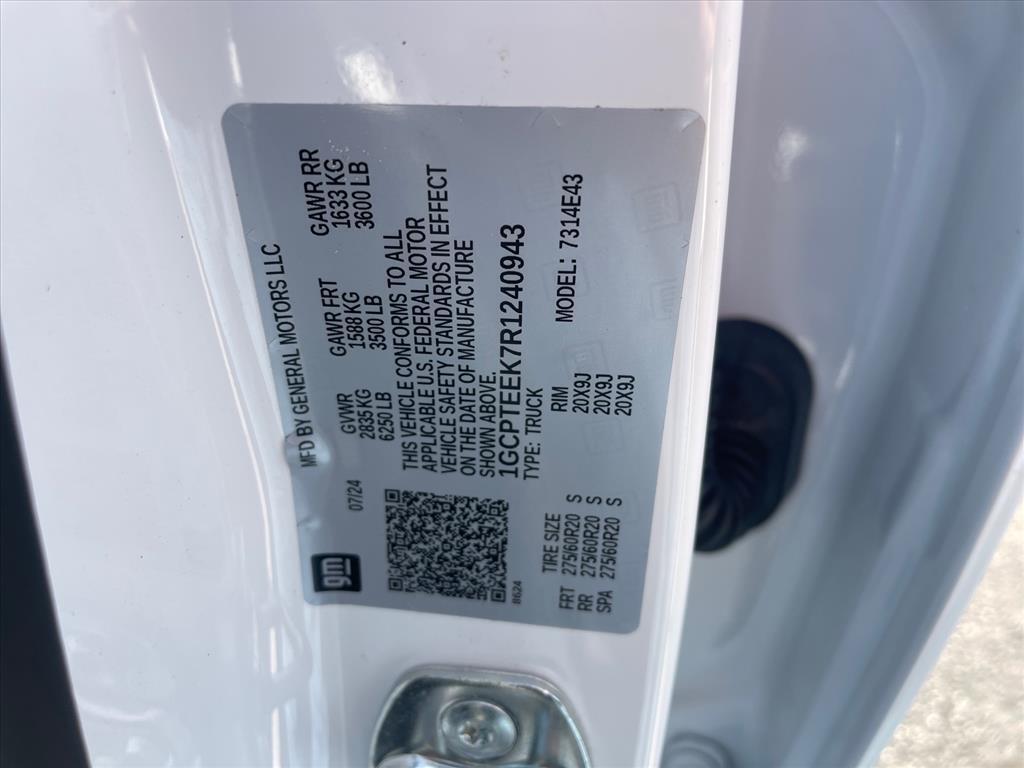 gm
MFD BY GENERAL MOTORS LLC
07/24
GVWR GAWR FRT GAWR RR
2835 KG 1588 KG 1633 KG
6250 LB 3500 LB 3600 LB
THIS VEHICLE CONFORMS TO ALL
APPLICABLE U.S. FEDERAL MOTOR
VEHICLE SAFETY STANDARDS IN EFFECT
ON THE DATE OF MANUFACTURE
SHOWN ABOVE.
1GCPTEEK7R1240943
TYPE: TRUCK MODEL: 7314E43
8624
TIRE SIZE RIM
FRT 275/60R20 S 20X9J
RR 275/60R20 S 20X9J
SPA 275/60R20 S 20X9J